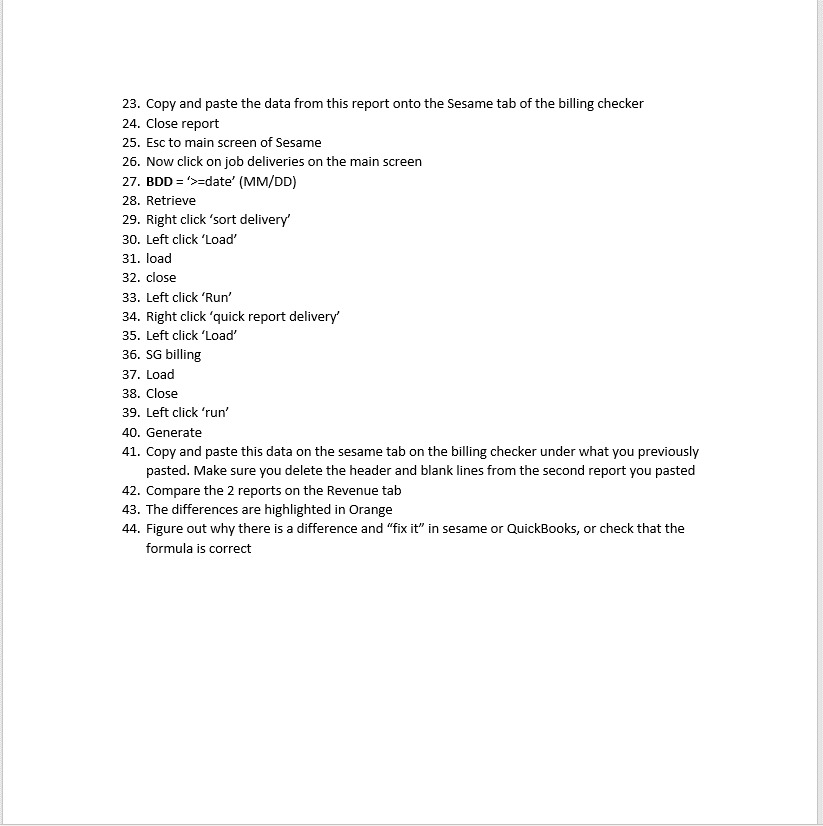 23. Copy and paste the data from this report onto the Sesame tab of the billing checker
24. Close report
25. Esc to main screen of Sesame
26. Now click on job deliveries on the main screen
27. BDD = ‘>=date’ (MM/DD)
28. Retrieve
29. Right click ‘sort delivery’
30. Left click ‘Load’
31. load
32. close
33. Left click ‘Run’
34. Right click ‘quick report delivery’
35. Left click ‘Load’
36. SG billing
37. Load
38. Close
39. Left click ‘run’
40. Generate
41. Copy and paste this data on the sesame tab on the billing checker under what you previously
pasted. Make sure you delete the header and blank lines from the second report you pasted
42. Compare the 2 reports on the Revenue tab
43. The differences are highlighted in Orange
44. Figure out why there is a difference and “fix it” in sesame or QuickBooks, or check that the
formula is correct